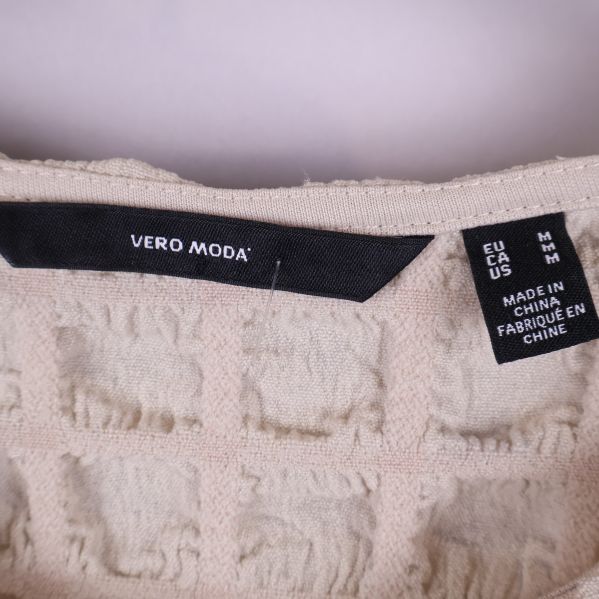 VERO MODA
EU M
CA M
US M
MADE IN
CHINA
FABRIQUÉ EN
CHINE